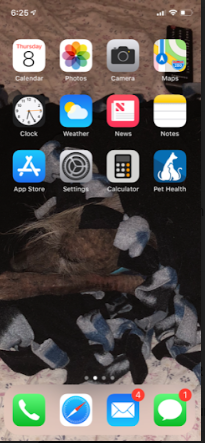 6:25
Thursday
8
Calendar
Photos
Camera
Maps
Clock
Weather
News
Notes
App Store
Settings
Calculator
Pet Health
4
1